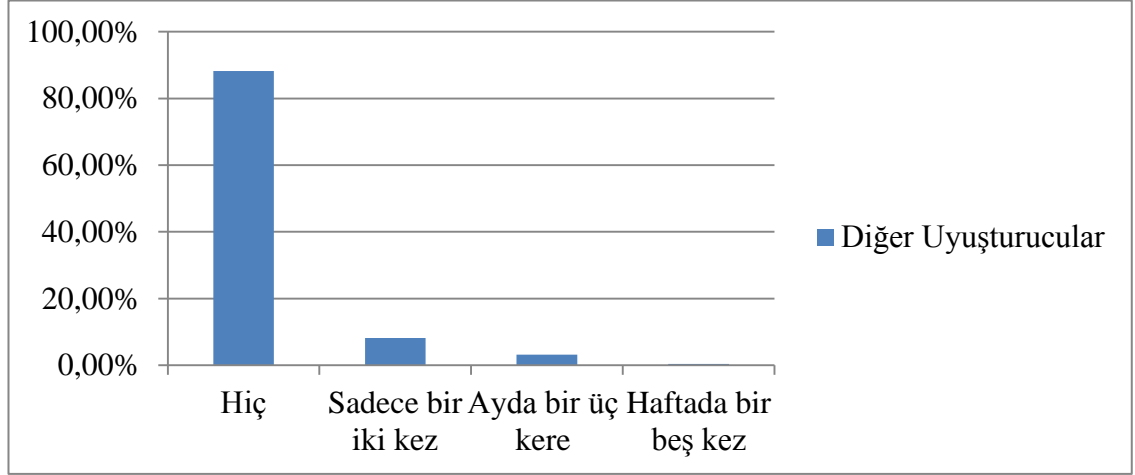 100,00%
80,00%
60,00%
40,00%
20,00%
0,00%
Hiç
Sadece bir
iki kez
Ayda bir üç
kere
Haftada bir
beş kez
Diğer Uyuşturucular